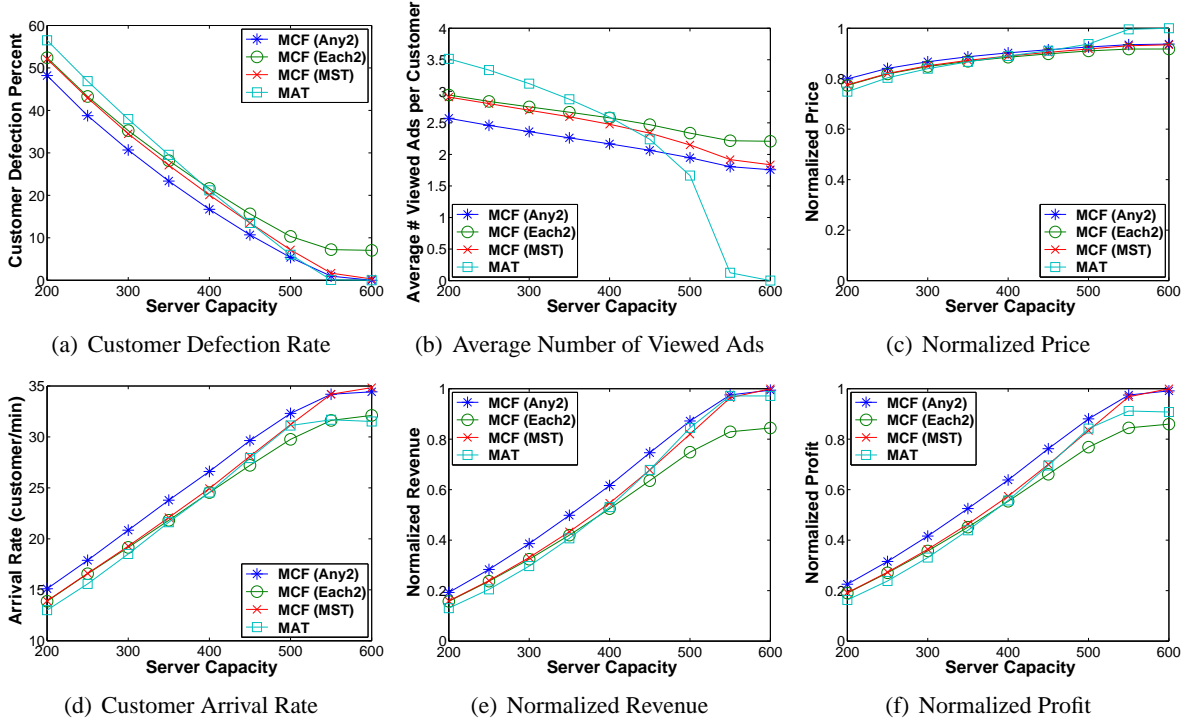 60
50
40
30
20
10
0
200
300
400
500
600
Customer Defection Percent
Server Capacity
MCF (Any2)
MCF (Each2)
MCF (MST)
MAT
(a) Customer Defection Rate
4
3.5
3
2.5
2
1.5
1
0.5
0
200
300
400
500
600
Average # Viewed Ads per Customer
Server Capacity
MCF (Any2)
MCF (Each2)
MCF (MST)
MAT
(b) Average Number of Viewed Ads
1
0.8
0.6
0.4
0.2
0
200
300
400
500
600
Normalized Price
Server Capacity
MCF (Any2)
MCF (Each2)
MCF (MST)
MAT
(c) Normalized Price
35
30
25
20
15
10
200
300
400
500
600
Arrival Rate (customer/min)
Server Capacity
MCF (Any2)
MCF (Each2)
MCF (MST)
MAT
(d) Customer Arrival Rate
1
0.8
0.6
0.4
0.2
0
200
300
400
500
600
Normalized Revenue
Server Capacity
MCF (Any2)
MCF (Each2)
MCF (MST)
MAT
(e) Normalized Revenue
1
0.8
0.6
0.4
0.2
0
200
300
400
500
600
Normalized Profit
Server Capacity
MCF (Any2)
MCF (Each2)
MCF (MST)
MAT
(f) Normalized Profit